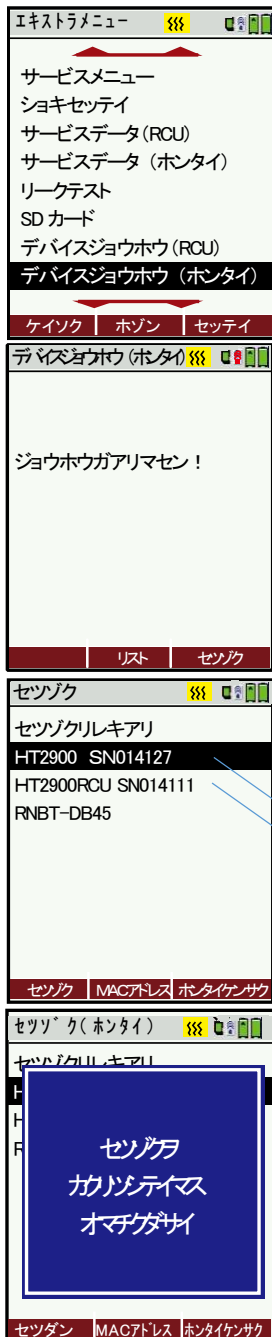 エキストラメニュー
サービスメニュー
ショキセッテイ
サービスデータ(RCU)
サービスデータ (ホンタイ)
リークテスト
SD カード
デバイスジョウホウ(RCU)
デバイスジョウホウ (ホンタイ)
ケイソク ホゾン セッテイ
デバイスジョウホウ(ホンタイ)
ジョウホウガアリマセン！
リスト セツゾク
セツゾク
セツゾクリレキアリ
HT2900 SN014127
HT2900RCU SN014111
RNBT-DB45
セツゾク MACアドレス ホンタイケンサク
セツゾク(ホンタイ)
セツゾクリレキアリ
H
H
R
セツゾクヲ
カクリツシテイマス
オマチクダサイ
セツダン MACアドレス ホンタイケンサク